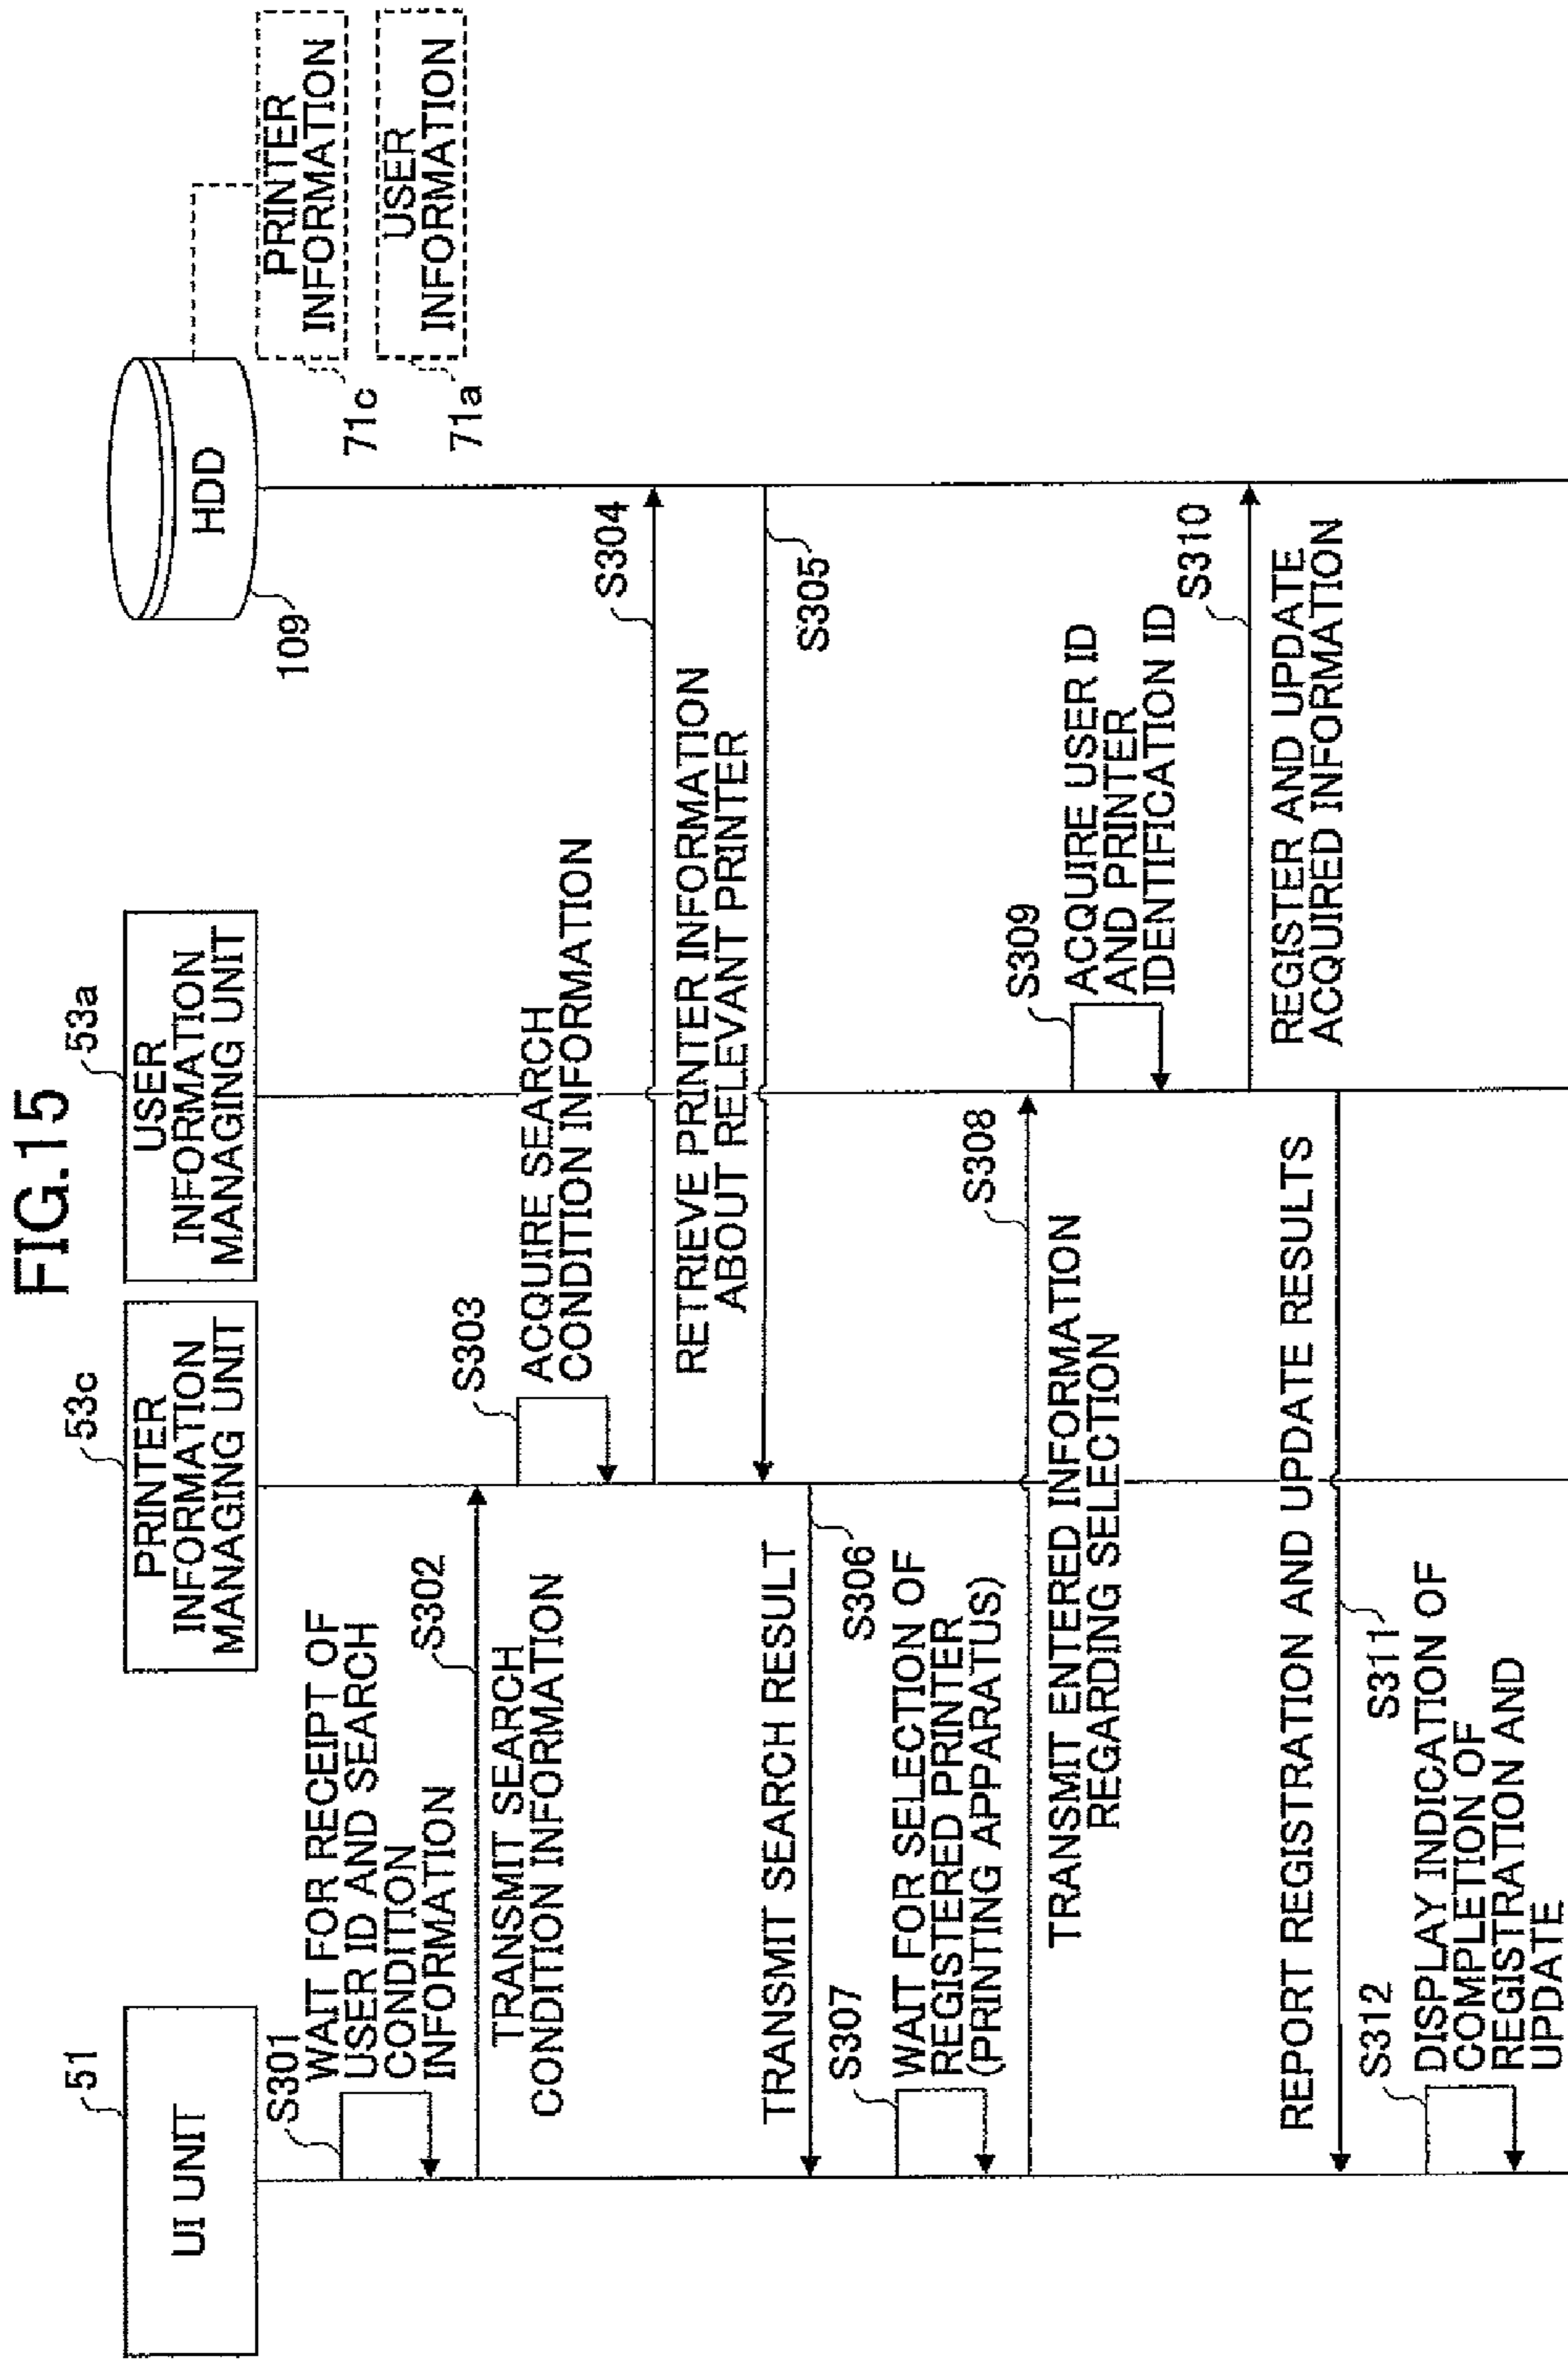 FIG.15
UI UNIT
51
PRINTER
INFORMATION
MANAGING UNIT
53c
USER
INFORMATION
MANAGING UNIT
53a
HDD
109
PRINTER
INFORMATION
71c
USER
INFORMATION
71a
S301
WAIT FOR RECEIPT OF
USER ID AND SEARCH
CONDITION
INFORMATION
S302
TRANSMIT SEARCH
CONDITION INFORMATION
S303
ACQUIRE SEARCH
CONDITION INFORMATION
S304
RETRIEVE PRINTER INFORMATION
ABOUT RELEVANT PRINTER
S305
TRANSMIT SEARCH RESULT
S306
S307
WAIT FOR SELECTION OF
REGISTERED PRINTER
(PRINTING APPARATUS)
S308
TRANSMIT ENTERED INFORMATION
REGARDING SELECTION
S309
ACQUIRE USER ID
AND PRINTER
IDENTIFICATION ID
S310
REGISTER AND UPDATE
ACQUIRED INFORMATION
REPORT REGISTRATION AND UPDATE RESULTS
S311
S312
DISPLAY INDICATION OF
COMPLETION OF
REGISTRATION AND
UPDATE